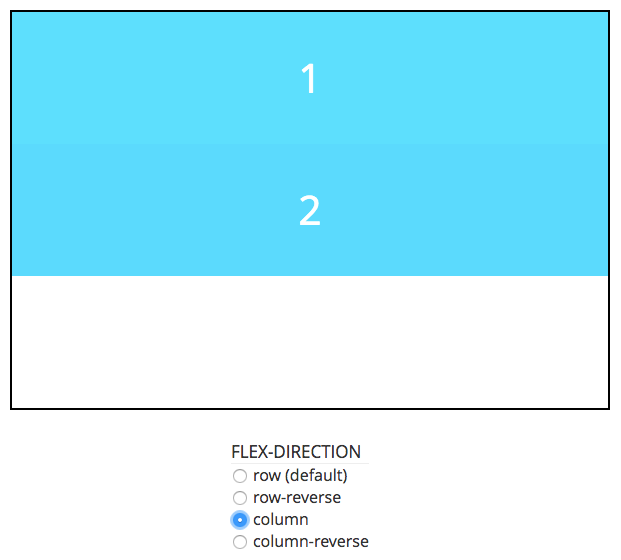 1
2
FLEX-DIRECTION
row (default)
row-reverse
column
column-reverse